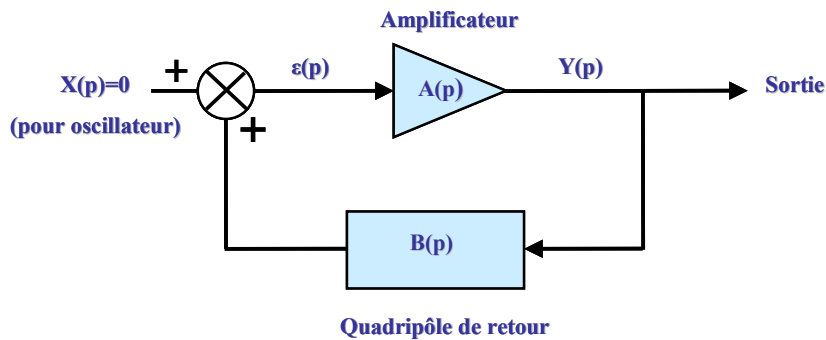 Amplificateur
+
ε(p)
Y(p)
X(p)=0
A(p)
Sortie
(pour oscillateur)
+
B(p)
Quadripôle de retour